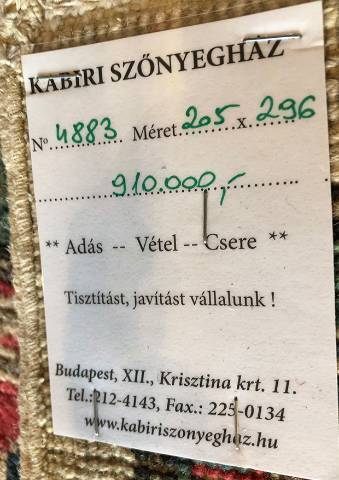 KABIRI SZŐNYEGHÁZ
Nº 4883 Méret 205 x 296
910.000,-
** Adás -- Vétel -- Csere **
Tisztítást, javítást vállalunk !
Budapest, XII., Krisztina krt. 11.
Tel.:212-4143, Fax.: 225-0134
www.kabiriszonyeghaz.hu